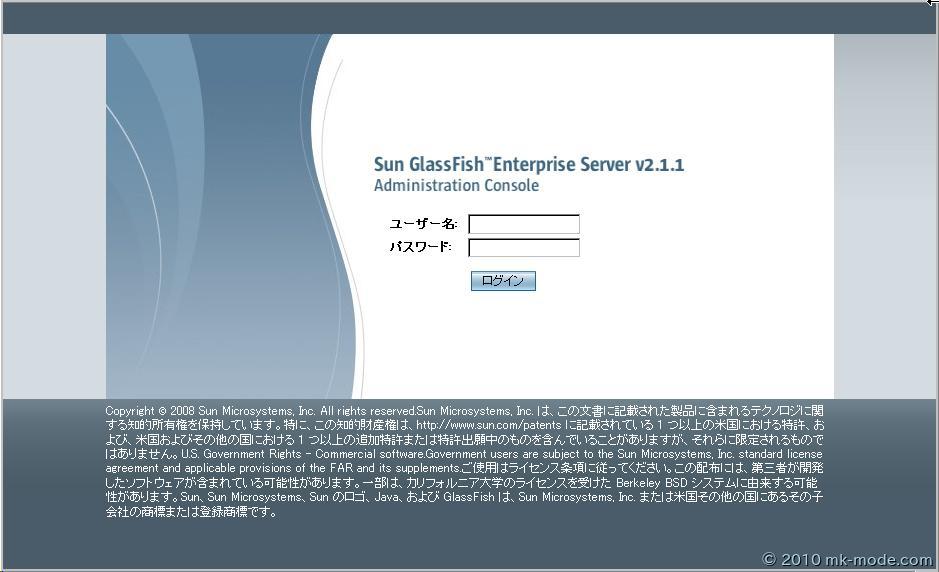 Sun GlassFish™Enterprise Server v2.1.1
Administration Console
ユーザー名:
パスワード:
ログイン
Copyright © 2008 Sun Microsystems, Inc. All rights reserved.Sun Microsystems, Inc. は、この文書に記載された製品に含まれるテクノロジに関
する知的所有権を保持しています。特に、この知的財産権は、http://www.sun.com/patents に記載されている 1 つ以上の米国における特許、お
よび、米国およびその他の国における 1 つ以上の追加特許または特許出願中のものを含んでいることがありますが、それらに限定されるもので
はありません。U.S. Government Rights - Commercial software.Government users are subject to the Sun Microsystems, Inc. standard license
agreement and applicable provisions of the FAR and its supplements.ご使用はライセンス条項に従ってください。この配布には、第三者が開発
したソフトウェアが含まれている可能性があります。一部は、カリフォルニア大学のライセンスを受けた Berkeley BSD システムに由来する可能
性があります。Sun、Sun Microsystems、Sun のロゴ、Java、および GlassFish は、Sun Microsystems, Inc. または米国その他の国にあるその子
会社の商標または登録商標です。
© 2010 mk-mode.com